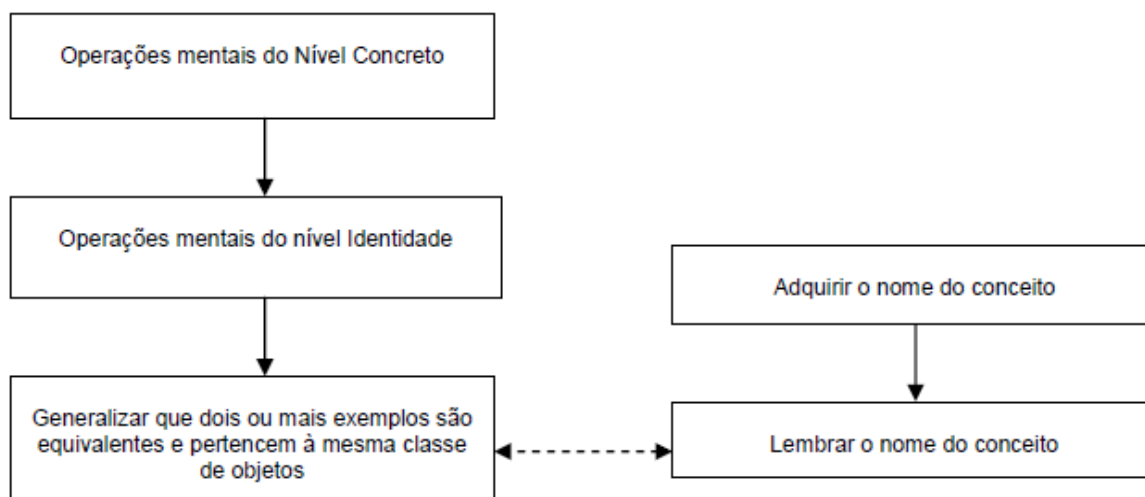 Operações mentais do Nível Concreto
Operações mentais do nível Identidade
Adquirir o nome do conceito
Generalizar que dois ou mais exemplos são
equivalentes e pertencem à mesma classe
de objetos
Lembrar o nome do conceito